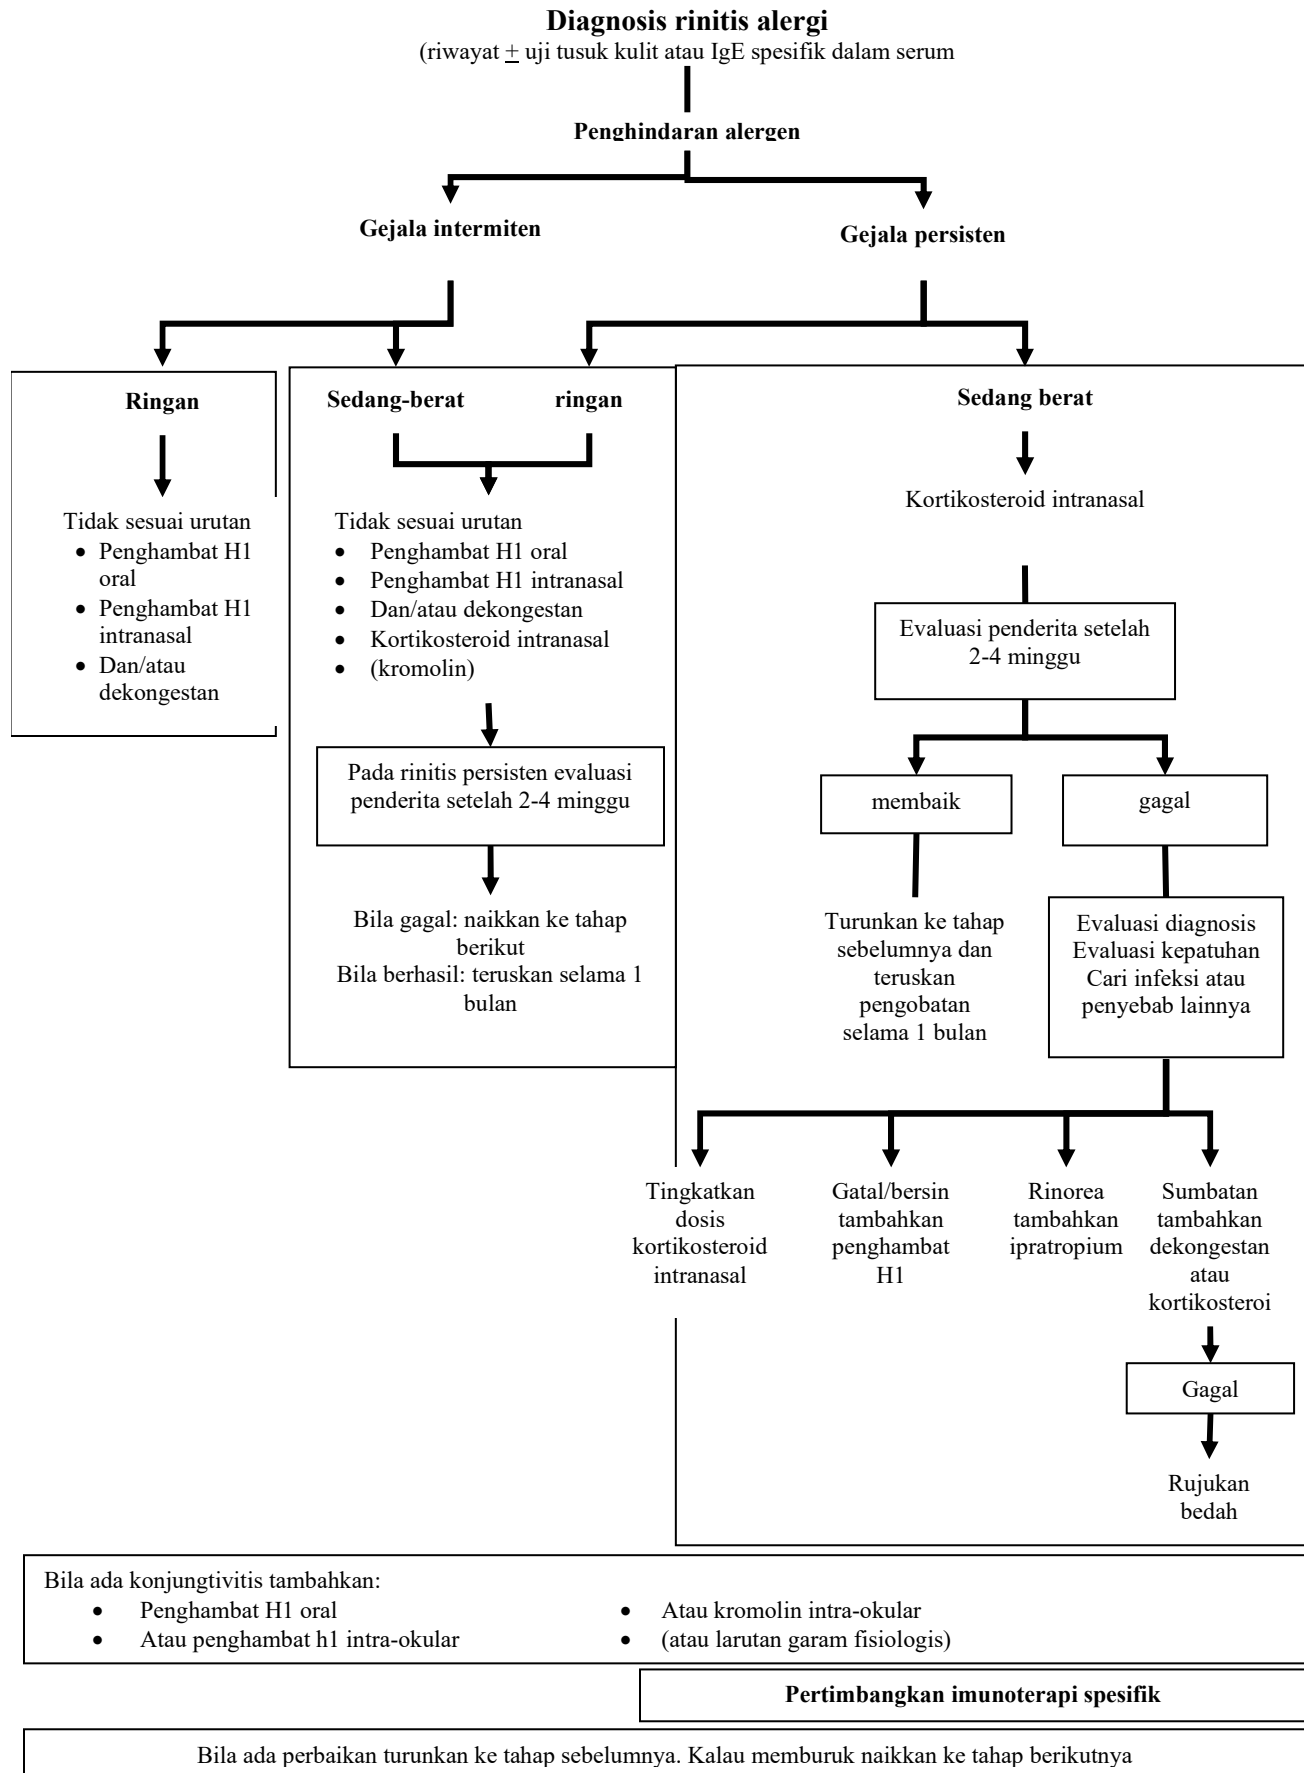 Diagnosis rinitis alergi
(riwayat ± uji tusuk kulit atau IgE spesifik dalam serum
Penghindaran alergen
Gejala intermiten
Gejala persisten
Ringan
Tidak sesuai urutan
• Penghambat H1
oral
• Penghambat H1
intranasal
• Dan/atau
dekongestan
Sedang-berat
ringan
Tidak sesuai urutan
• Penghambat H1 oral
• Penghambat H1 intranasal
• Dan/atau dekongestan
• Kortikosteroid intranasal
• (kromolin)
Pada rinitis persisten evaluasi
penderita setelah 2-4 minggu
Bila gagal: naikkan ke tahap
berikut
Bila berhasil: teruskan selama 1
bulan
Sedang berat
Kortikosteroid intranasal
Evaluasi penderita setelah
2-4 minggu
membaik
gagal
Turunkan ke tahap
sebelumnya dan
teruskan
pengobatan
selama 1 bulan
Evaluasi diagnosis
Evaluasi kepatuhan
Cari infeksi atau
penyebab lainnya
Tingkatkan
dosis
kortikosteroid
intranasal
Gatal/bersin
tambahkan
penghambat
H1
Rinorea
tambahkan
ipratropium
Sumbatan
tambahkan
dekongestan
atau
kortikosteroi
Gagal
Rujukan
bedah
Bila ada konjungtivitis tambahkan:
• Penghambat H1 oral
• Atau penghambat h1 intra-okular
• Atau kromolin intra-okular
• (atau larutan garam fisiologis)
Pertimbangkan imunoterapi spesifik
Bila ada perbaikan turunkan ke tahap sebelumnya. Kalau memburuk naikkan ke tahap berikutnya